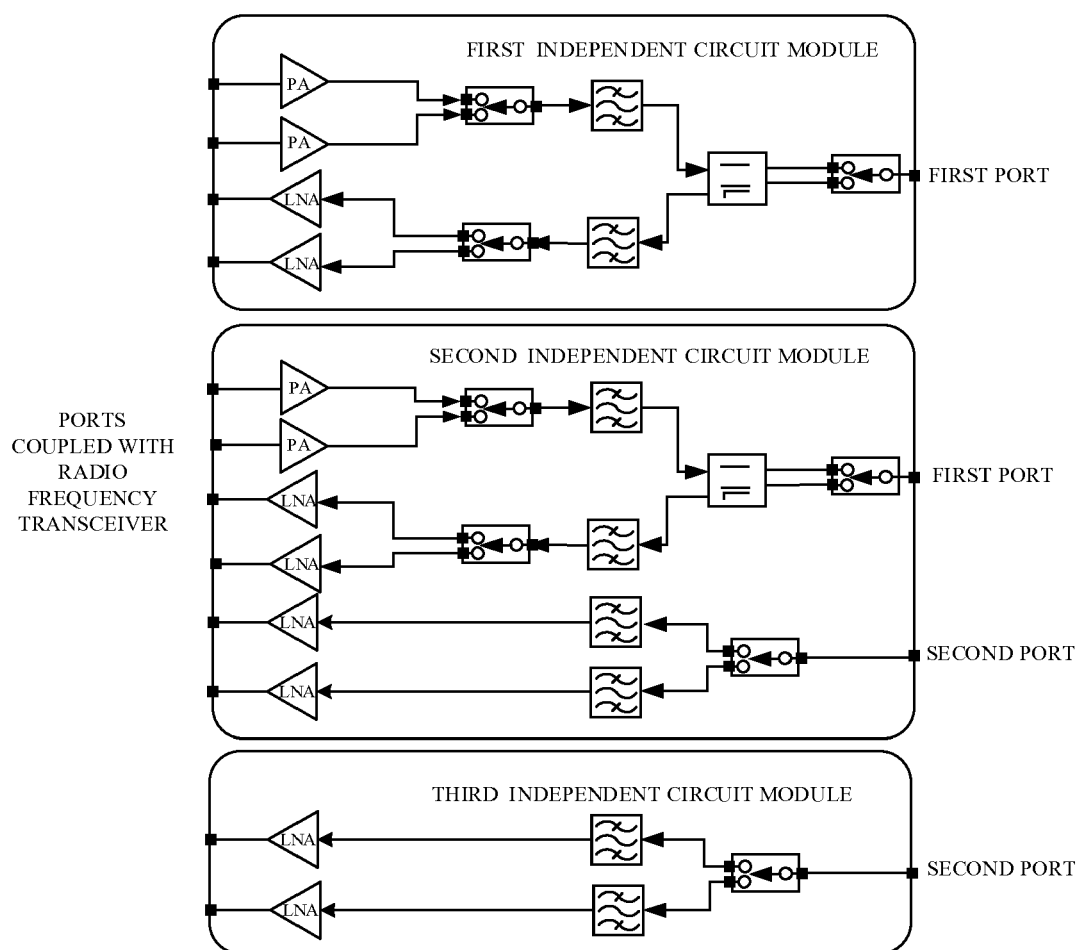 FIRST INDEPENDENT CIRCUIT MODULE
PA
PA
LNA
LNA
FIRST PORT
SECOND INDEPENDENT CIRCUIT MODULE
PA
PA
LNA
LNA
LNA
LNA
FIRST PORT
SECOND PORT
PORTS
COUPLED WITH
RADIO
FREQUENCY
TRANSCEIVER
THIRD INDEPENDENT CIRCUIT MODULE
LNA
LNA
SECOND PORT